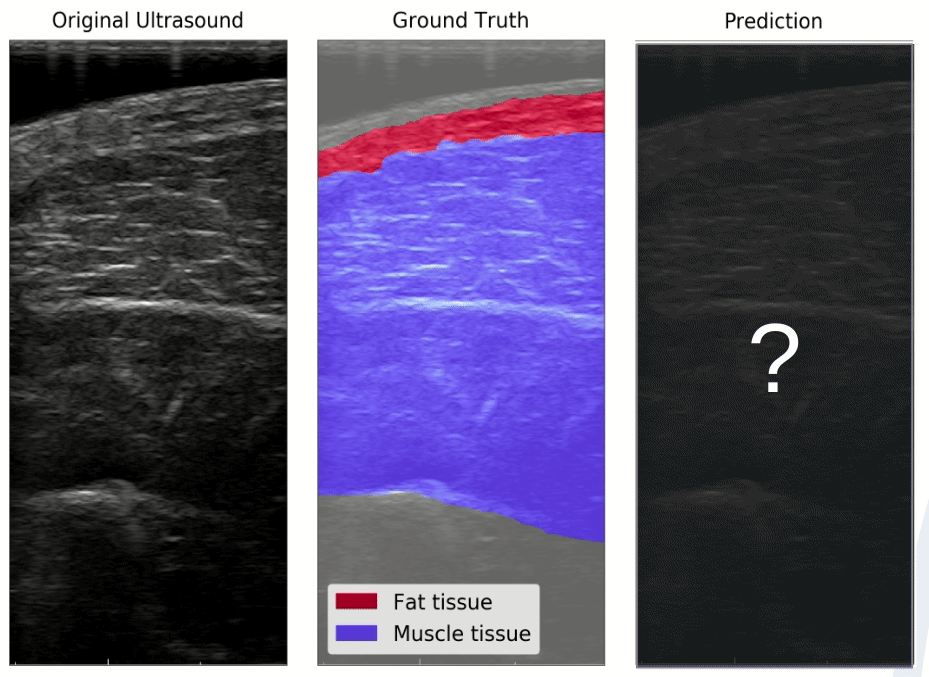 Original Ultrasound
Ground Truth
Prediction
?
Fat tissue
Muscle tissue